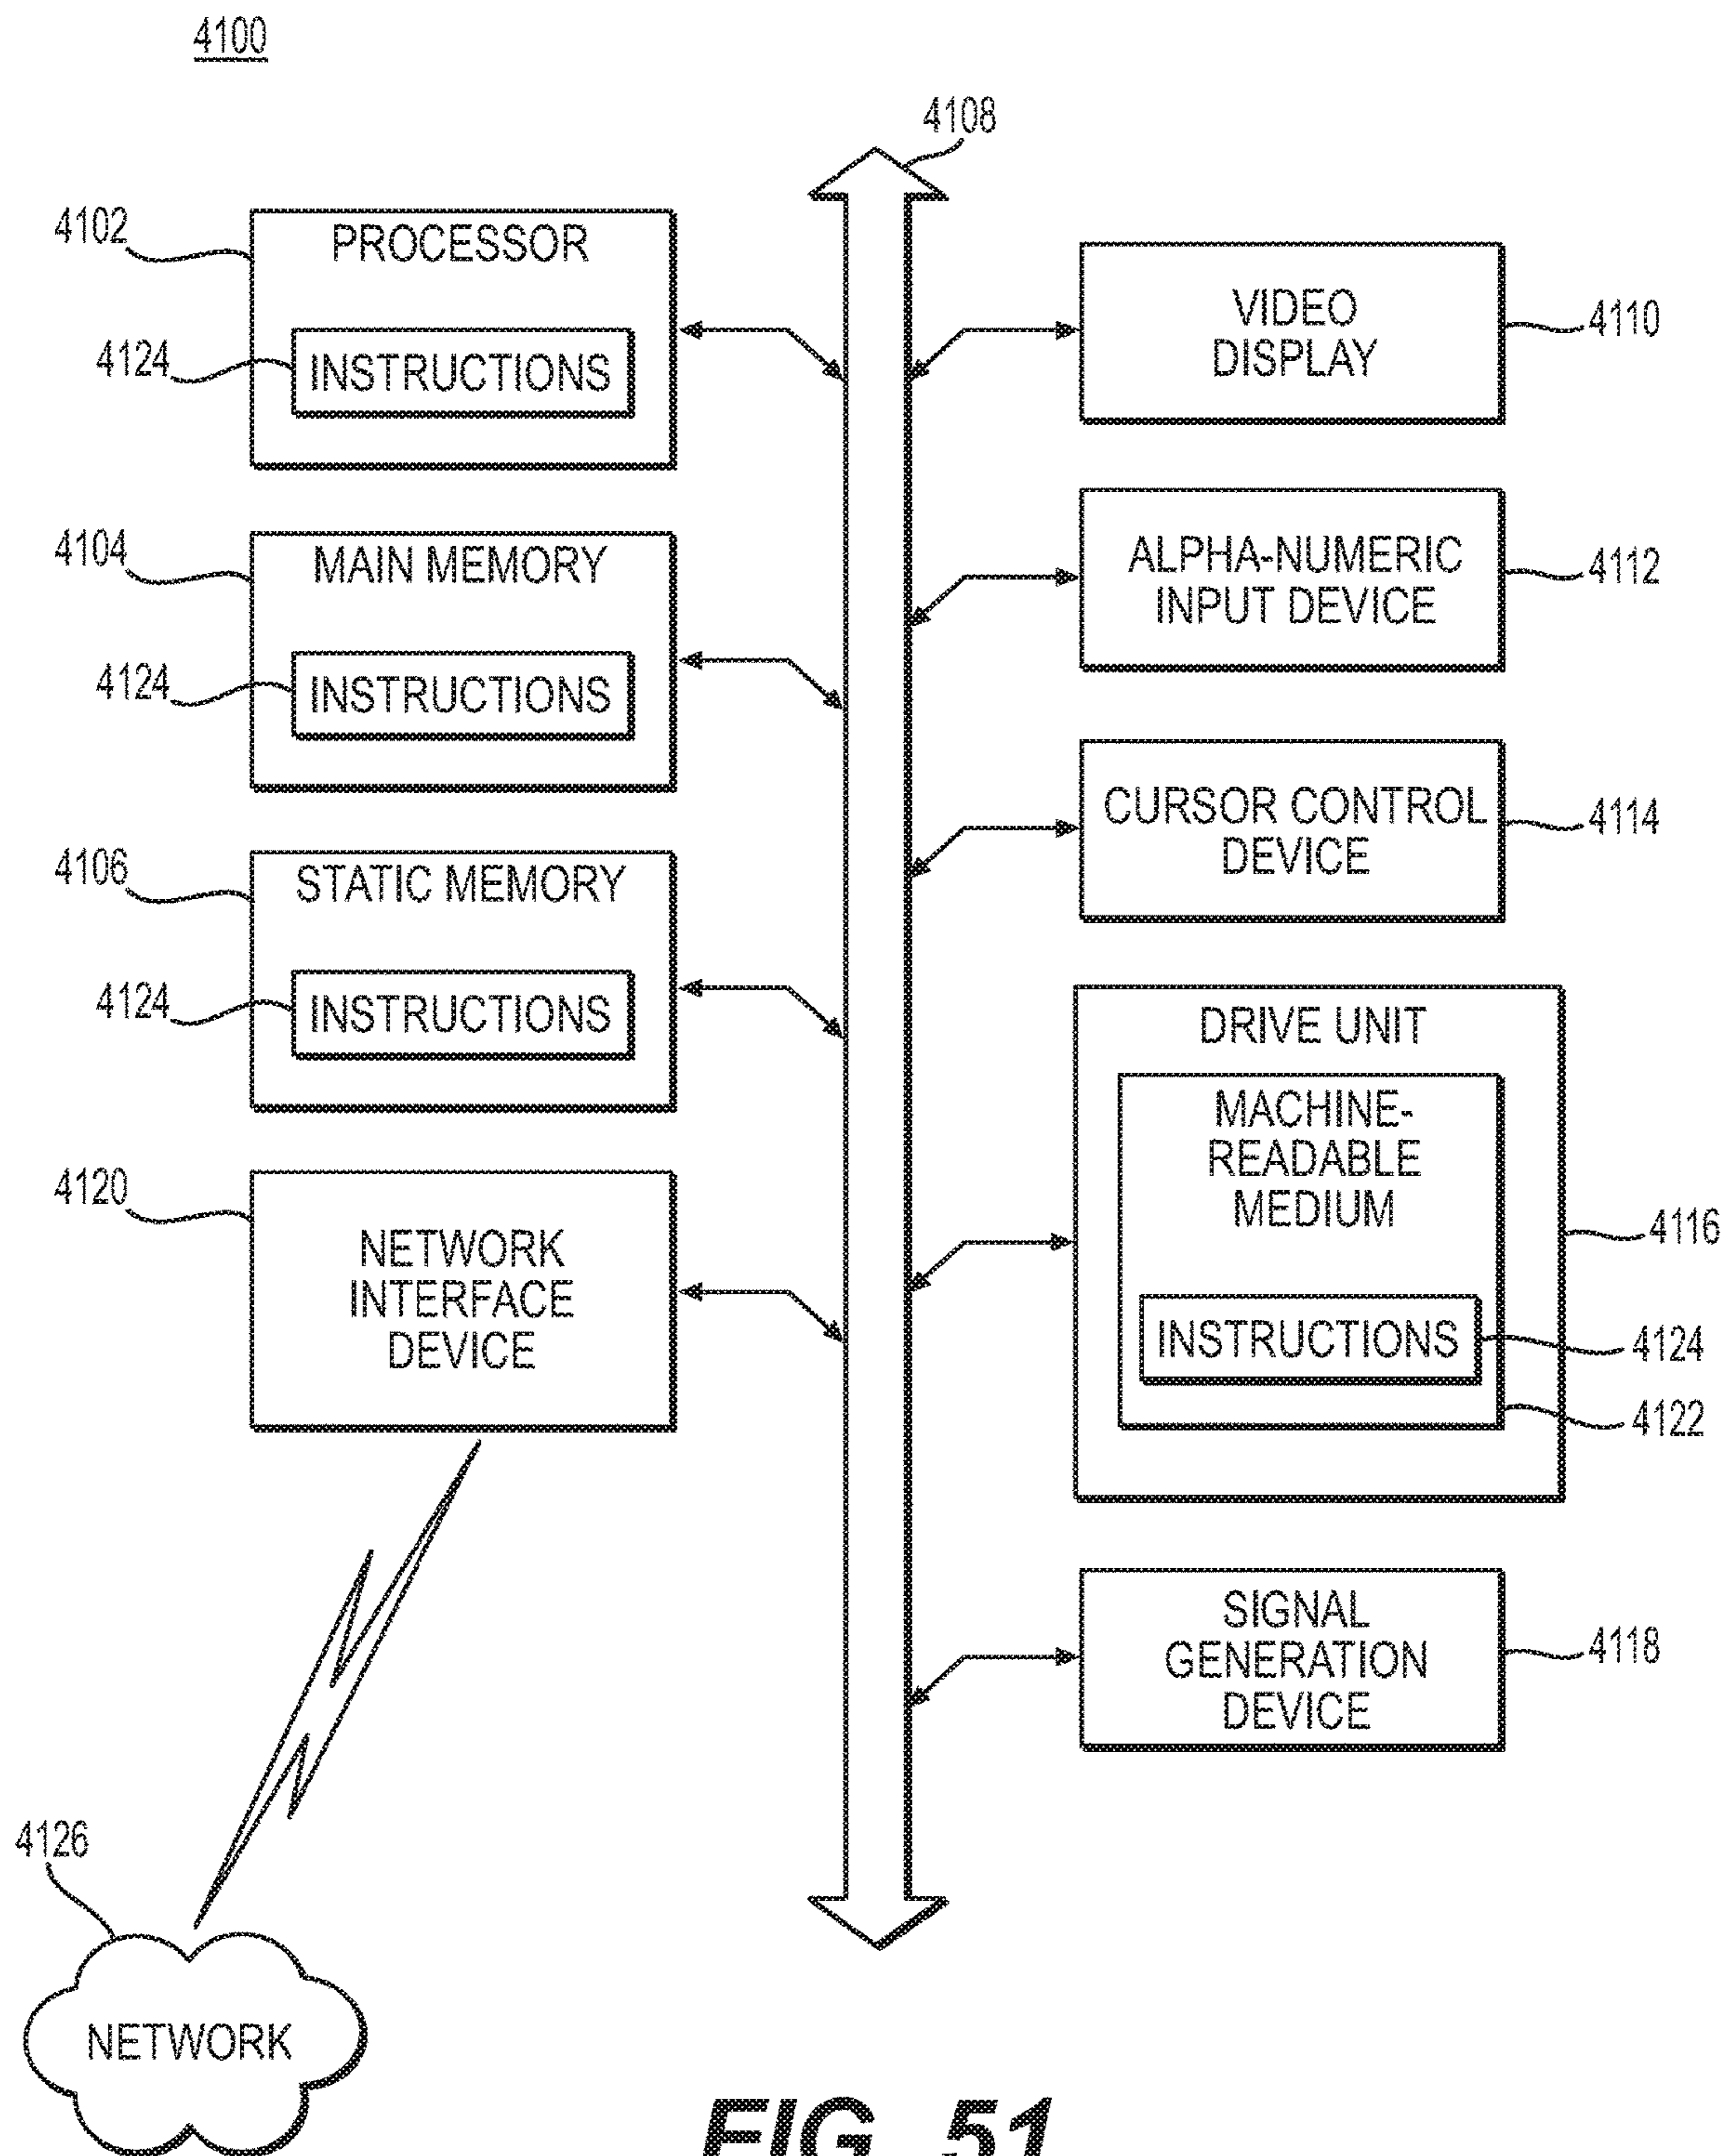 4100
4108
4102
PROCESSOR
4124
INSTRUCTIONS
4104
MAIN MEMORY
4124
INSTRUCTIONS
4106
STATIC MEMORY
4124
INSTRUCTIONS
4120
NETWORK
INTERFACE
DEVICE
4126
NETWORK
VIDEO
DISPLAY
4110
ALPHA-NUMERIC
INPUT DEVICE
4112
CURSOR CONTROL
DEVICE
4114
DRIVE UNIT
MACHINE-
READABLE
MEDIUM
4116
INSTRUCTIONS
4124
4122
SIGNAL
GENERATION
DEVICE
4118
FIG. 51